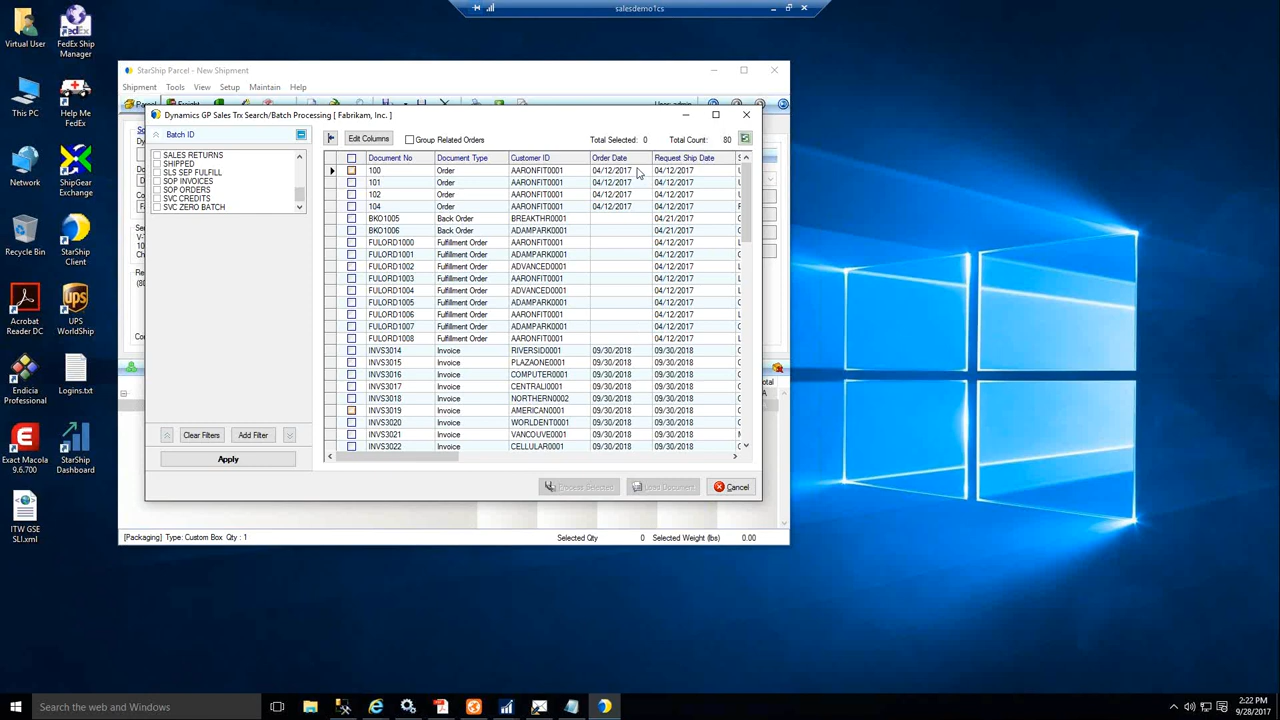 salesdemo1cs
Virtual User
FedEx Ship
Manager
This PC
Help Me
FedEx
Network
ShipGear
Exchange
Recycle Bin
StarShip
Client
Acrobat
Reader DC
UPS
WorldShip
Endicia
Professional
Logins.txt
Exact Macola
9.6.700
StarShip
Dashboard
ITW GSE
SLI.xml
StarShip Parcel - New Shipment
Shipment Tools View Setup Maintain Help
Parcel Freight User: admin
Dynamics GP Sales Trx Search/Batch Processing [ Fabrikam, Inc. ]
Batch ID
SALES RETURNS
SHIPPED
SLS SEP FULFILL
SOP INVOICES
SOP ORDERS
SVC CREDITS
SVC ZERO BATCH
Clear Filters Add Filter
Apply
Edit Columns Group Related Orders Total Selected: 0 Total Count: 80
Document No Document Type Customer ID Order Date Request Ship Date S
100 Order AARONFIT0001 04/12/2017 04/12/2017
101 Order AARONFIT0001 04/12/2017 04/12/2017
102 Order AARONFIT0001 04/12/2017 04/12/2017
104 Order AARONFIT0001 04/12/2017 04/12/2017
BKO1005 Back Order BREAKTHR0001 04/21/2017
BKO1006 Back Order ADAMPARK0001 04/21/2017
FULORD1000 Fulfillment Order AARONFIT0001 04/12/2017
FULORD1001 Fulfillment Order ADAMPARK0001 04/12/2017
FULORD1002 Fulfillment Order ADVANCED0001 04/12/2017
FULORD1003 Fulfillment Order AARONFIT0001 04/12/2017
FULORD1004 Fulfillment Order ADVANCED0001 04/12/2017
FULORD1005 Fulfillment Order ADAMPARK0001 04/12/2017
FULORD1006 Fulfillment Order AARONFIT0001 04/12/2017
FULORD1007 Fulfillment Order ADAMPARK0001 04/12/2017
FULORD1008 Fulfillment Order AARONFIT0001 04/12/2017
INVS3014 Invoice RIVERSID0001 09/30/2018 09/30/2018
INVS3015 Invoice PLAZAONE0001 09/30/2018 09/30/2018
INVS3016 Invoice COMPUTER0001 09/30/2018 09/30/2018
INVS3017 Invoice CENTRALI0001 09/30/2018 09/30/2018
INVS3018 Invoice NORTHERN0002 09/30/2018 09/30/2018
INVS3019 Invoice AMERICAN0001 09/30/2018 09/30/2018
INVS3020 Invoice WORLDENT0001 09/30/2018 09/30/2018
INVS3021 Invoice VANCOUVE0001 09/30/2018 09/30/2018
INVS3022 Invoice CELLULAR0001 09/30/2018 09/30/2018
Process Selected Load Document Cancel
[Packaging] Type: Custom Box Qty : 1 Selected Qty 0 Selected Weight (lbs) 0.00
Search the web and Windows
2:22 PM
9/28/2017